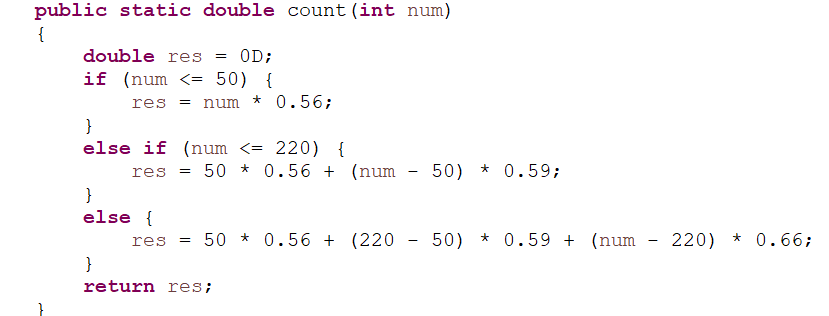 public static double count(int num)
{
    double res = 0D;
    if (num <= 50) {
        res = num * 0.56;
    }
    else if (num <= 220) {
        res = 50 * 0.56 + (num - 50) * 0.59;
    }
    else {
        res = 50 * 0.56 + (220 - 50) * 0.59 + (num - 220) * 0.66;
    }
    return res;
}